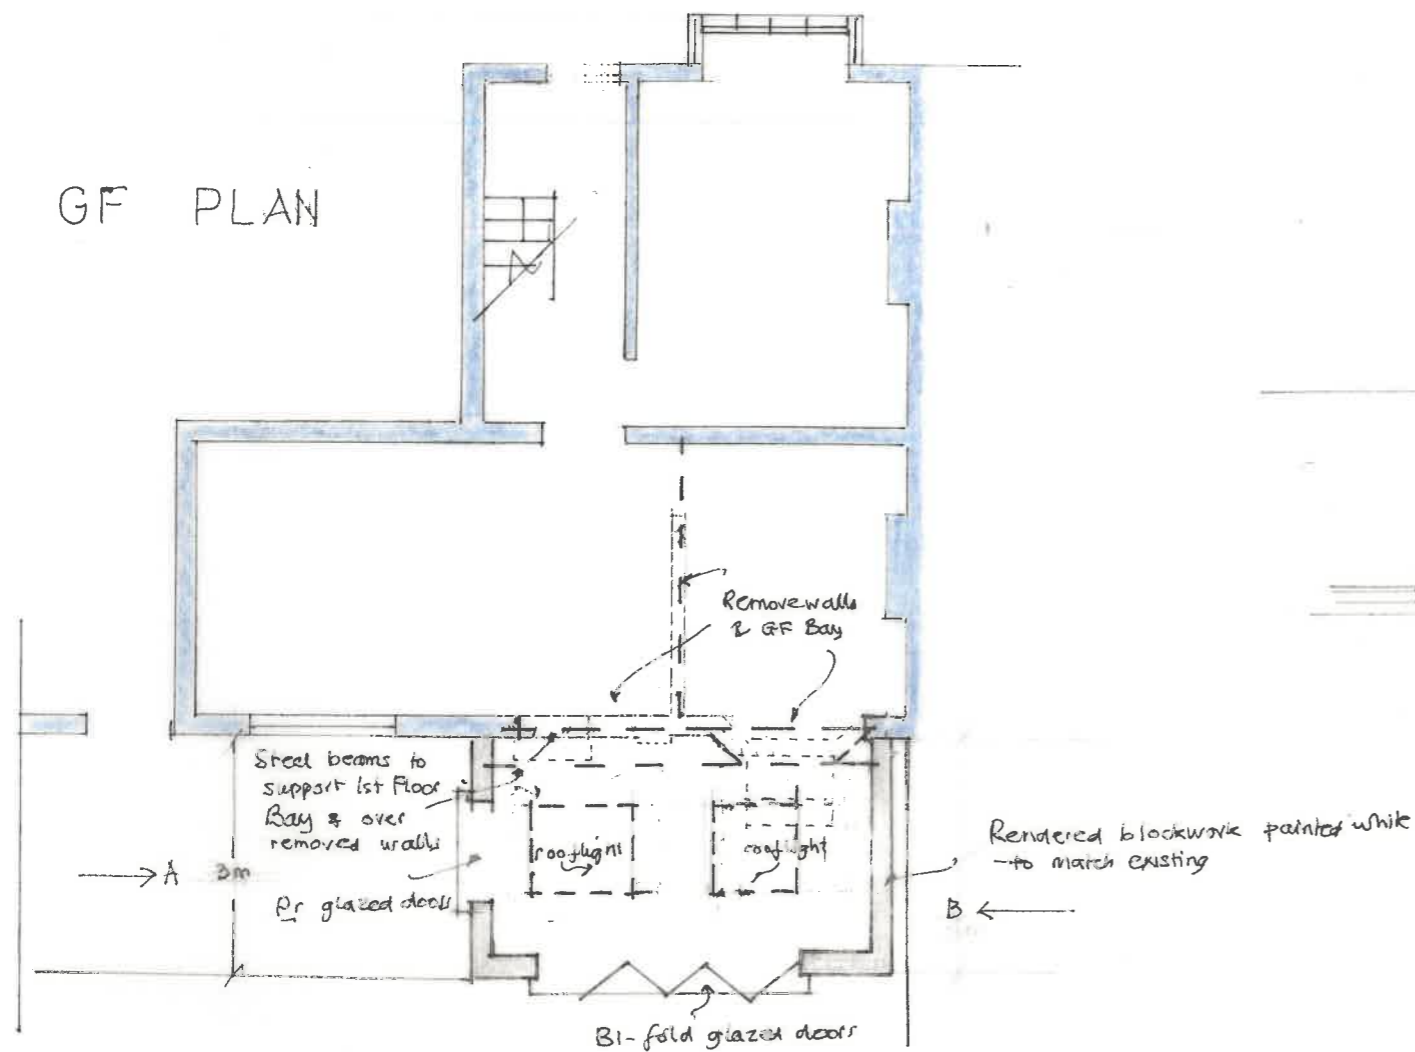 GF PLAN
Remove walls
& GF Bay
Steel beams to
support 1st Floor
Bay & over
removed walls
rooflight
rooflight
Rendered blockwork painted white
to match existing
A
3m
B
Pr glazed doors
Bi-fold glazed doors